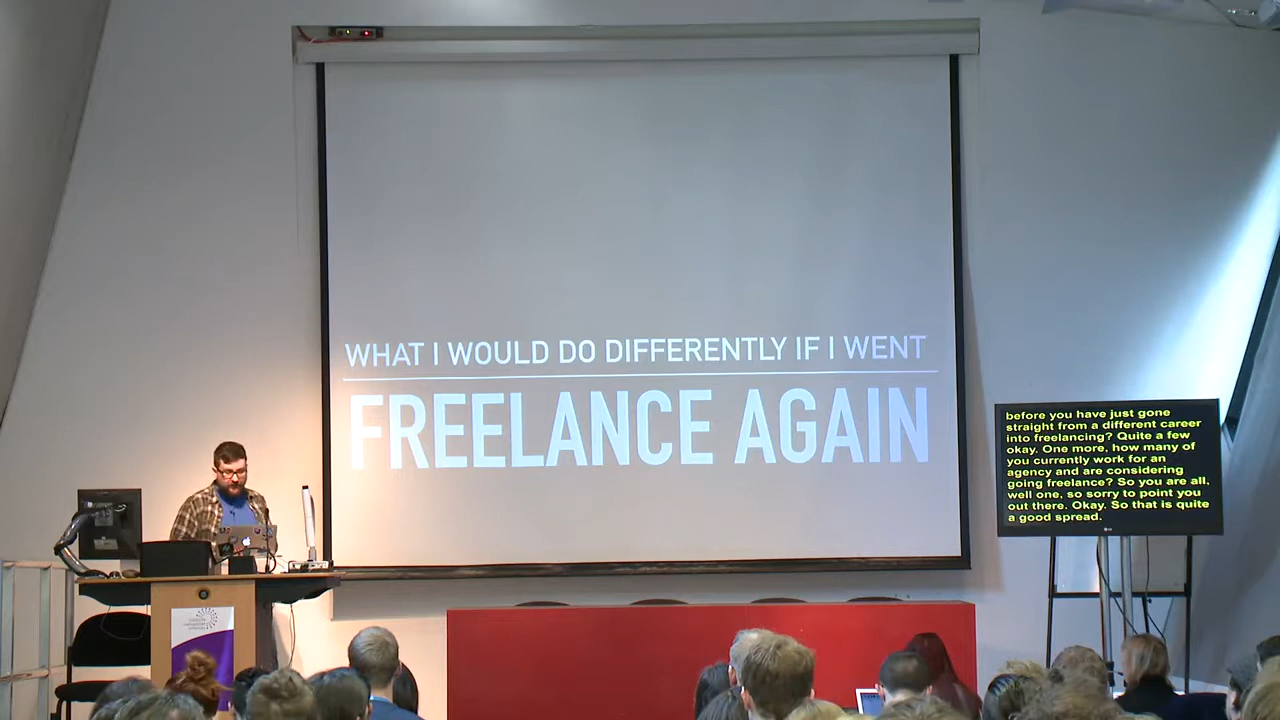 WHAT I WOULD DO DIFFERENTLY IF I WENT
FREELANCE AGAIN
before you have just gone
straight from a different career
into freelancing? Quite a few
okay. One more, how many of
you currently work for an
agency and are considering
going freelance? So you are all,
well one, so sorry to point you
out there. Okay. So that is quite
a good spread.